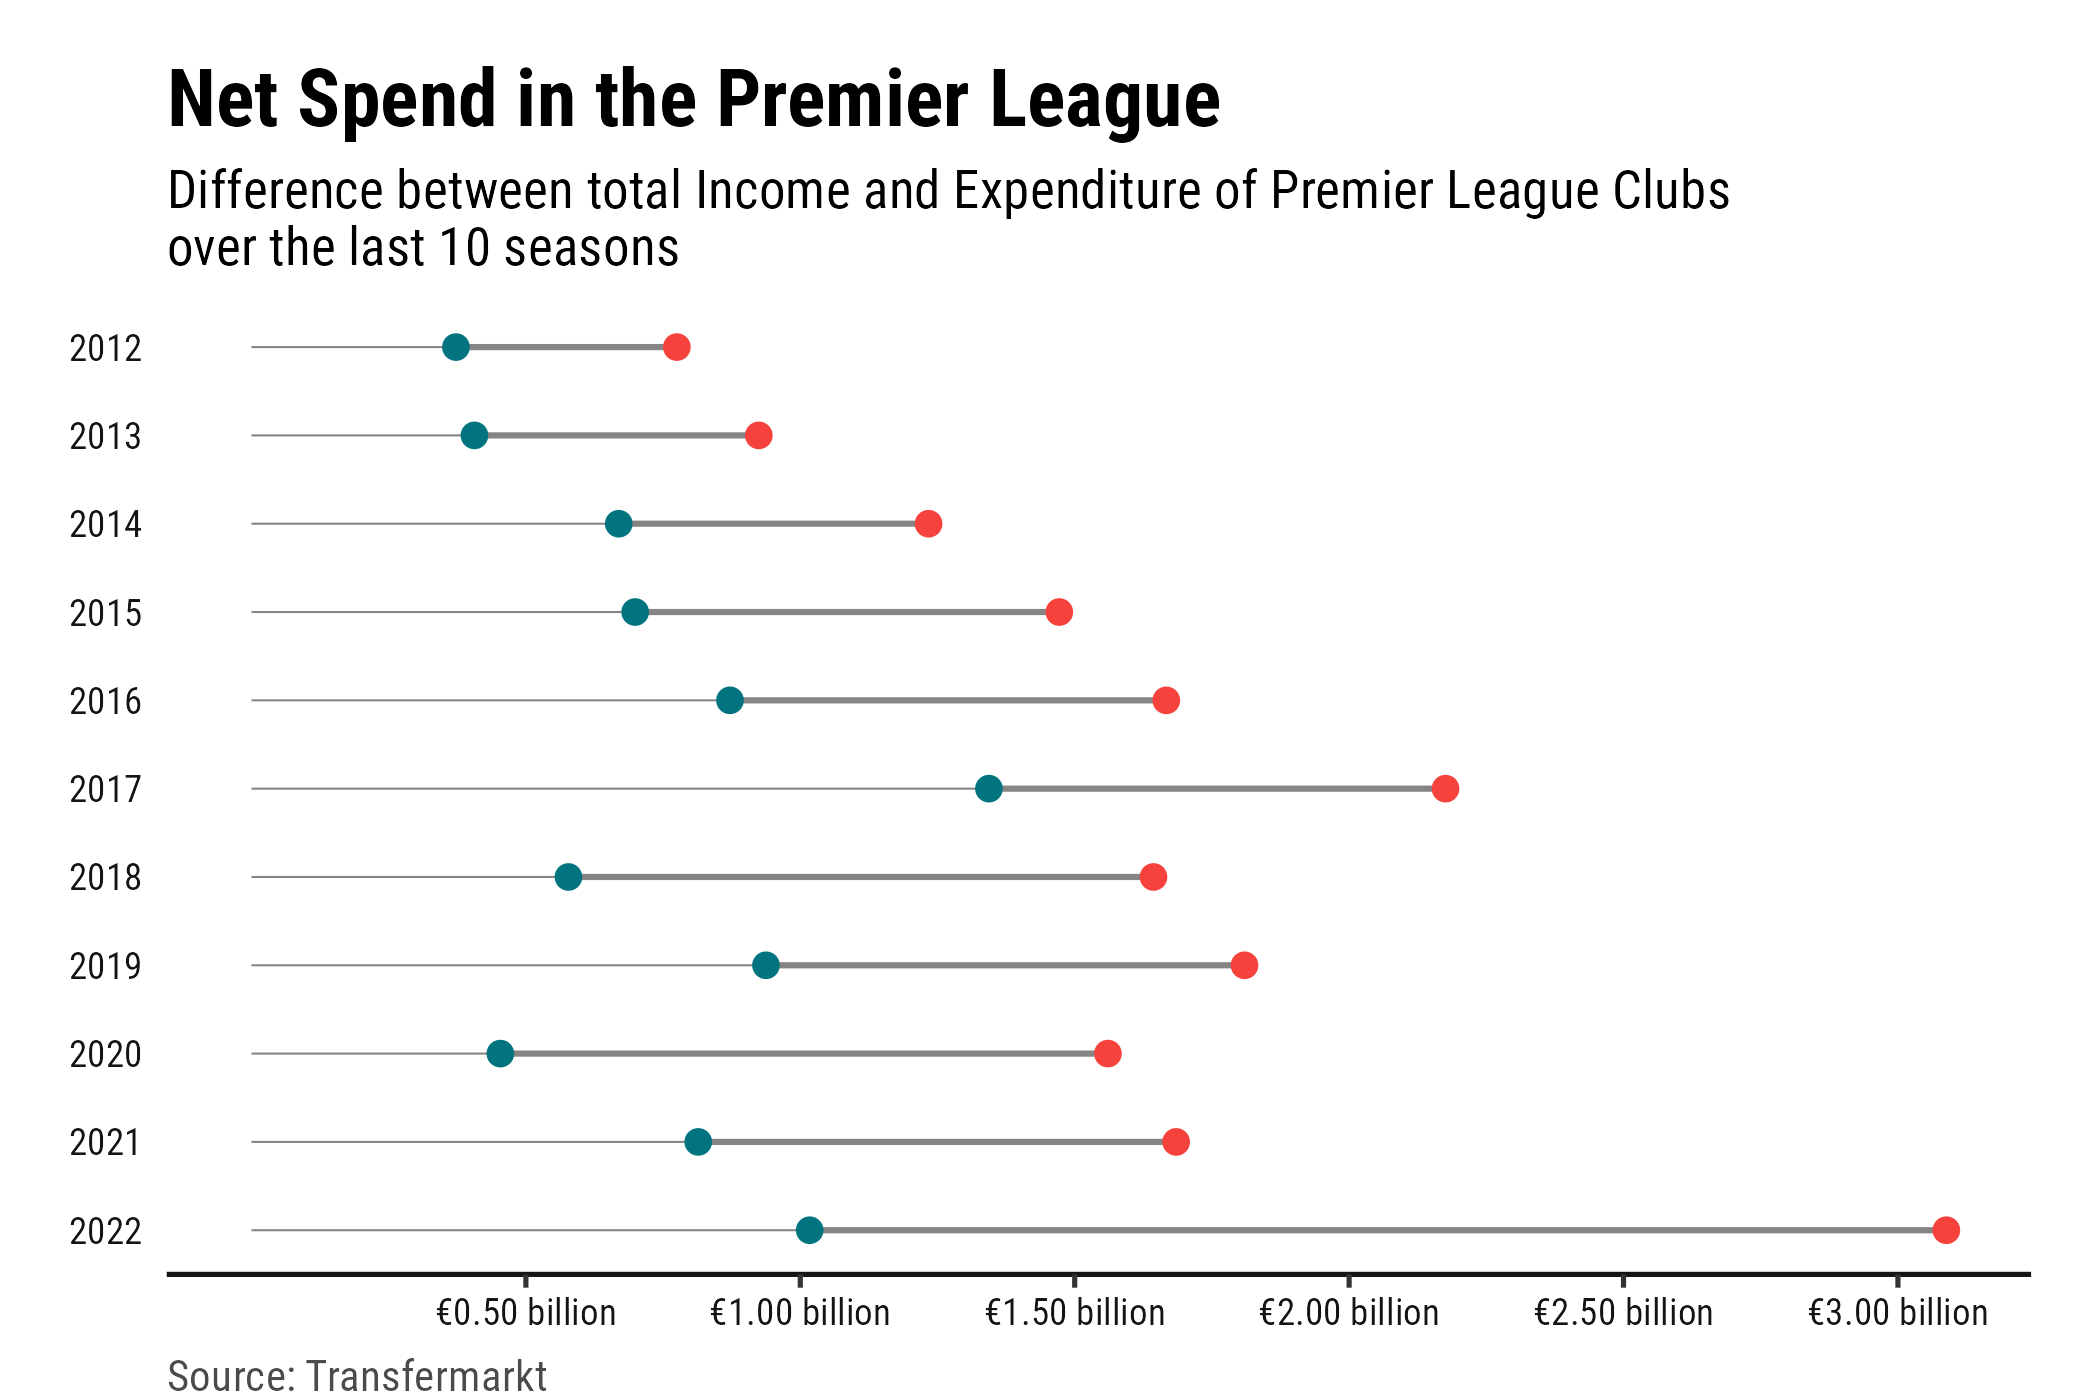 Net Spend in the Premier League
Difference between total Income and Expenditure of Premier League Clubs
over the last 10 seasons
2012
2013
2014
2015
2016
2017
2018
2019
2020
2021
2022
€0.50 billion
€1.00 billion
€1.50 billion
€2.00 billion
€2.50 billion
€3.00 billion
Source: Transfermarkt